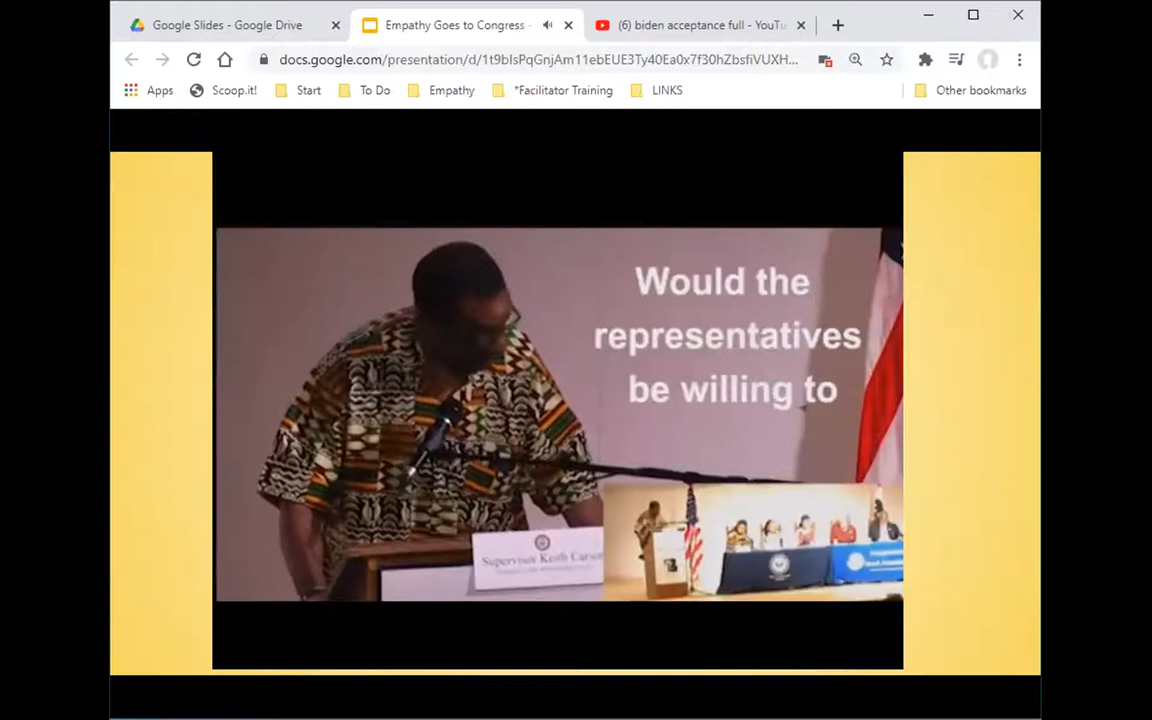 Google Slides - Google Drive
Empathy Goes to Congress -
(6) biden acceptance full - YouTu
docs.google.com/presentation/d/1t9bIsPqGnjAm11ebEUE3Ty40Ea0x7f30hZbsfiVUXH...
Apps
Scoop.it!
Start
To Do
Empathy
*Facilitator Training
LINKS
Other bookmarks
Would the
representatives
be willing to
Supervisor Keith Carson